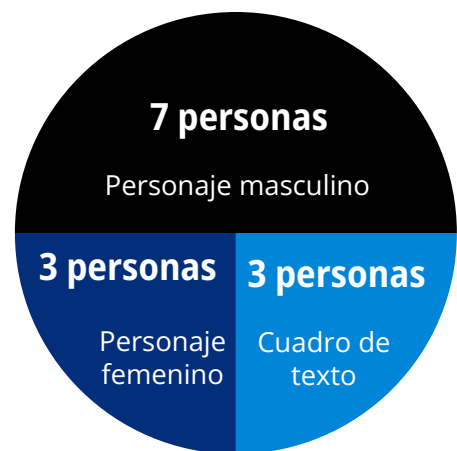 7 personas
Personaje masculino
3 personas
Personaje
femenino
3 personas
Cuadro de
texto